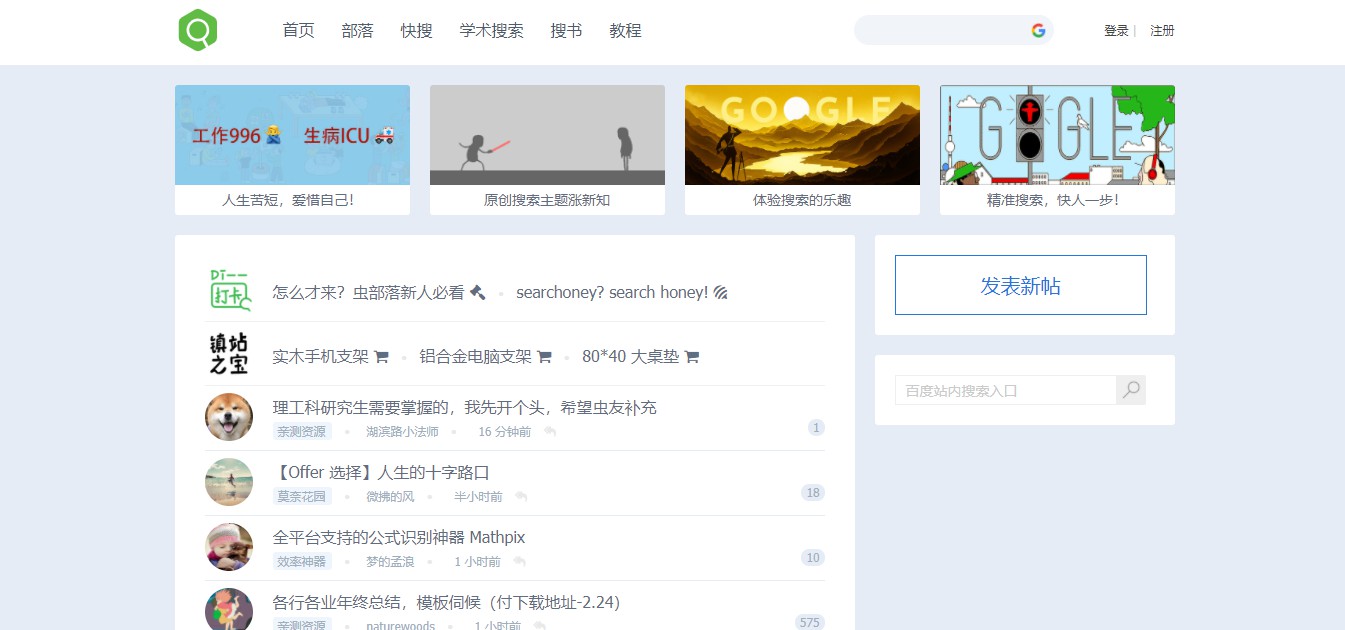 首页 部落 快搜 学术搜索 搜书 教程 登录 | 注册
工作996 生病ICU
GOOGLE
GOOGLE
人生苦短，爱惜自己！
原创搜索主题涨新知
体验搜索的乐趣
精准搜索，快人一步！
Di一一
打卡
怎么才来？虫部落新人必看 searchoney? search honey!
发表新帖
镇站
之宝
实木手机支架 铝合金电脑支架 80*40 大桌垫
百度站内搜索入口
理工科研究生需要掌握的，我先开个头，希望虫友补充
亲测资源 湖滨路小法师 16 分钟前 1
【Offer 选择】人生的十字路口
莫奈花园 微拂的风 半小时前 18
全平台支持的公式识别神器 Mathpix
效率神器 梦的孟浪 1 小时前 10
各行各业年终总结，模板伺候（付下载地址-2.24)
亲测资源 naturewoods 1 小时前 575